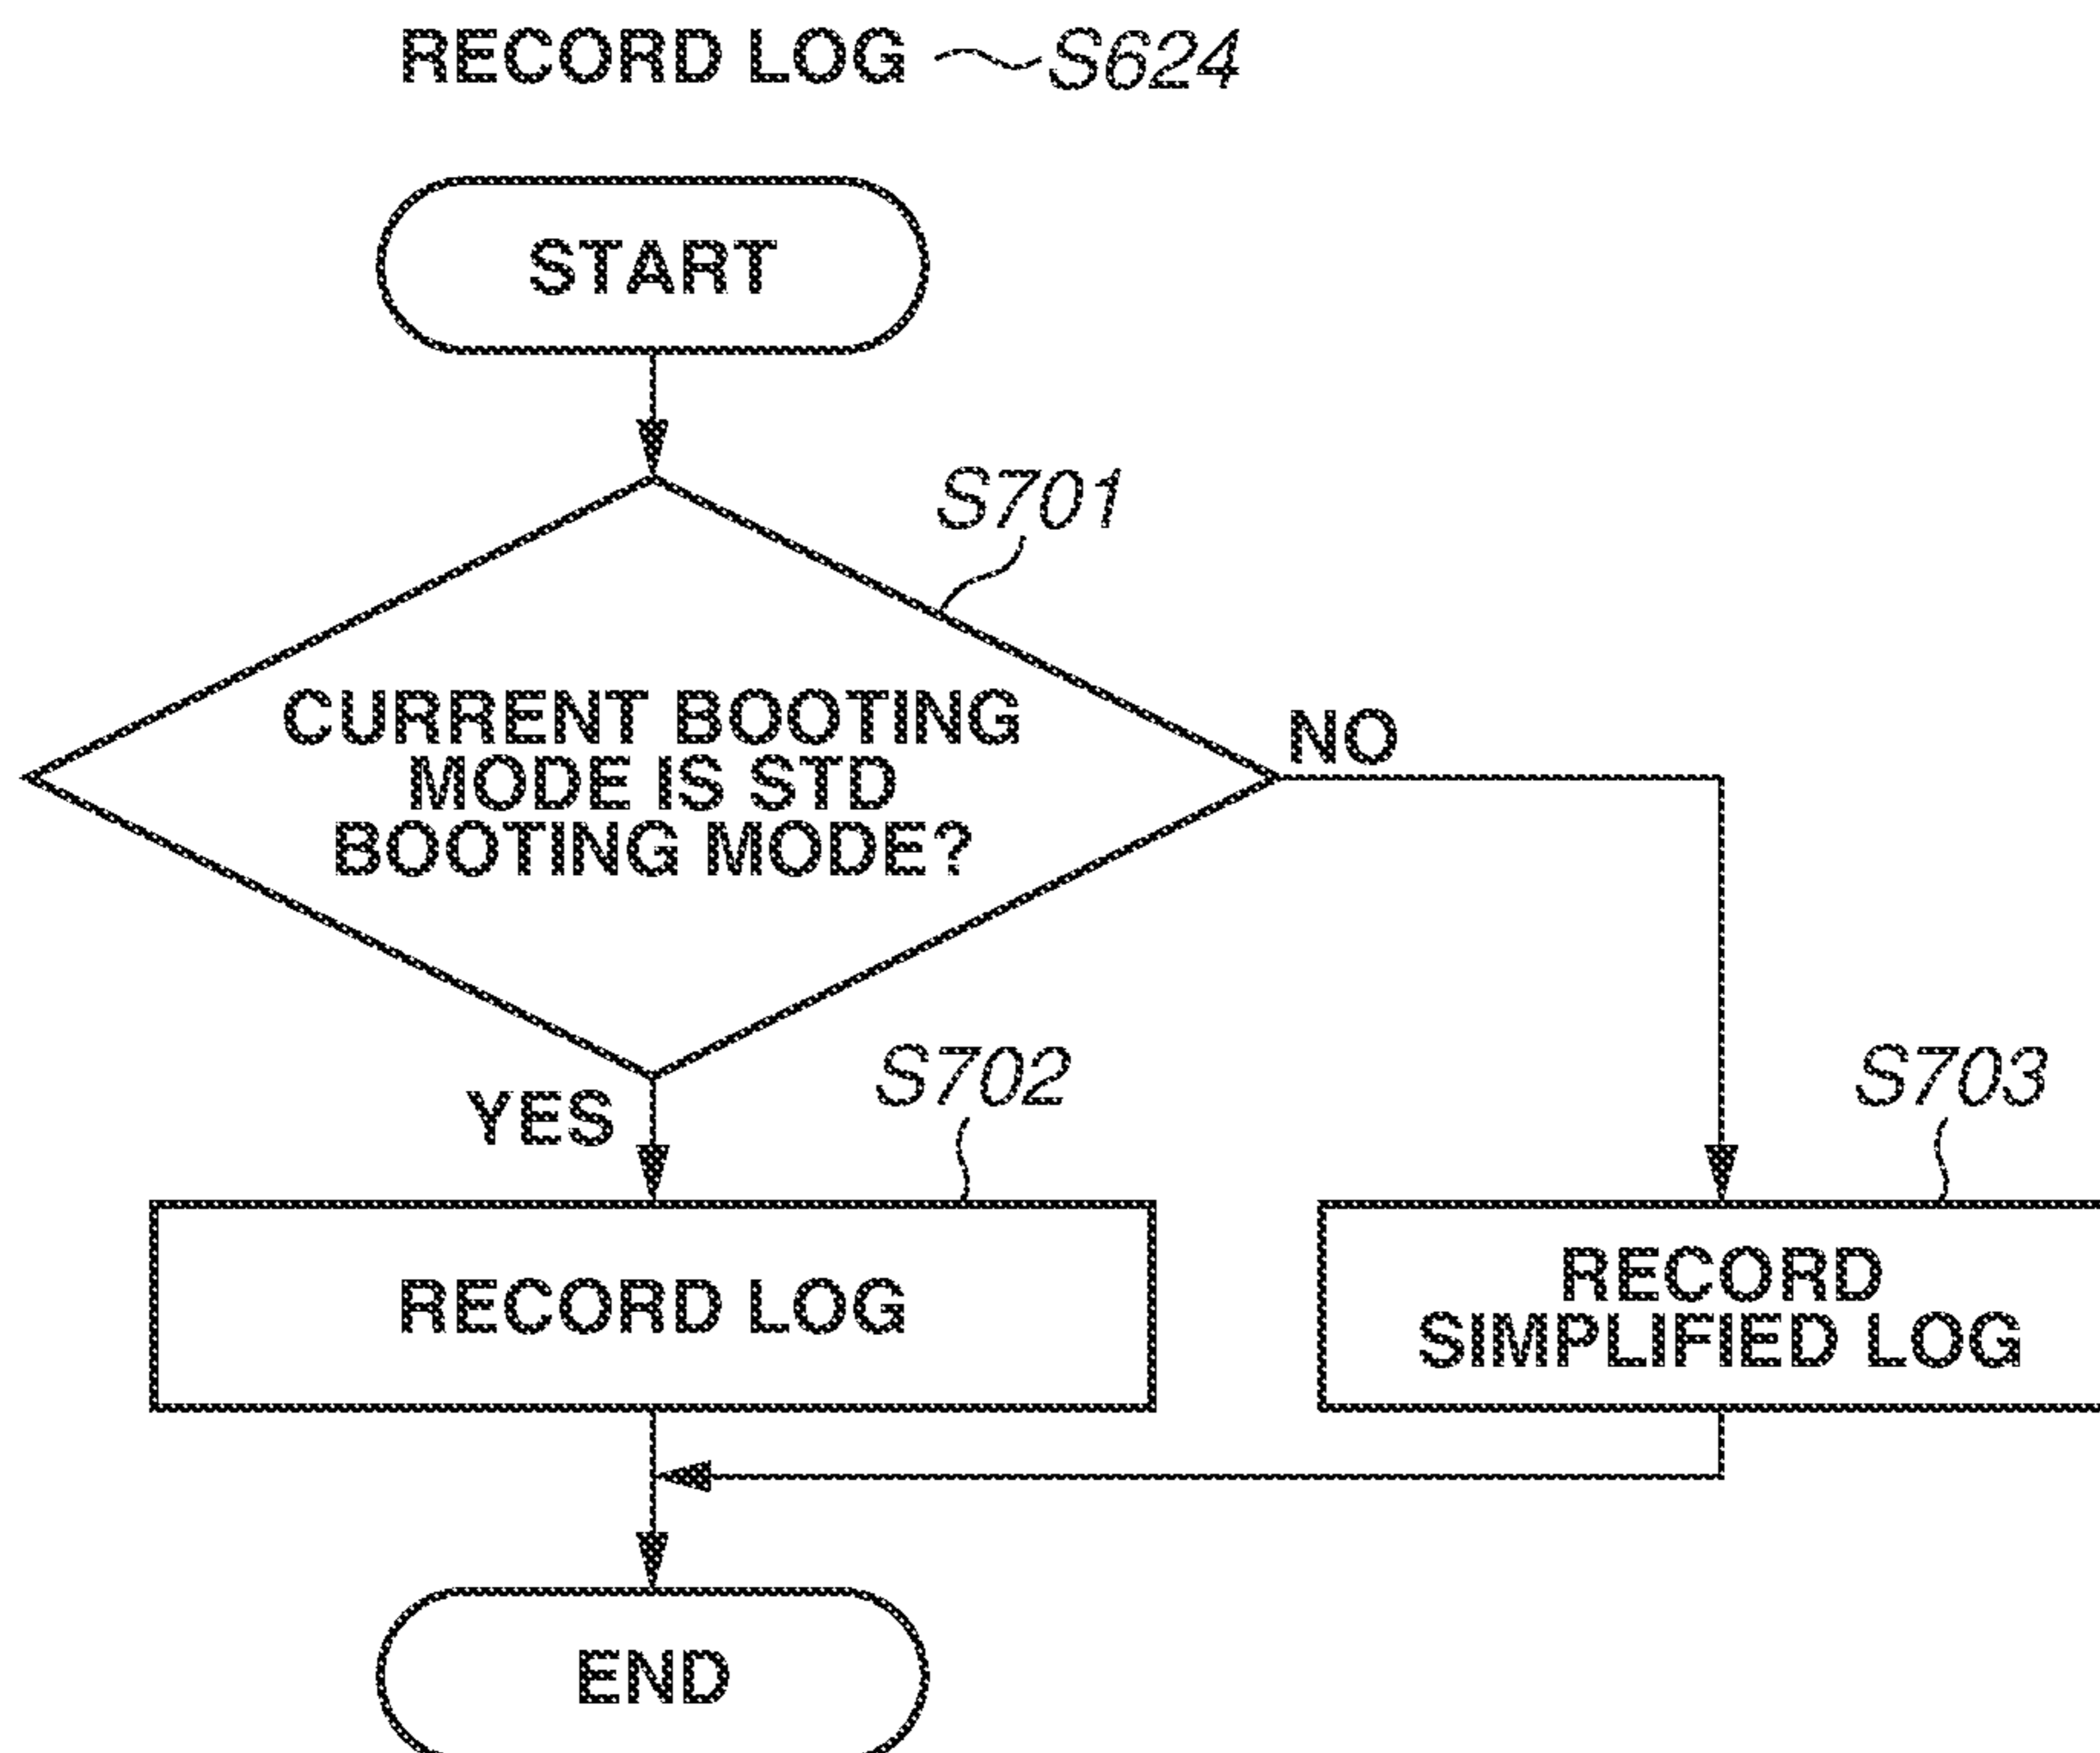 RECORD LOG S624
START
S701
CURRENT BOOTING
MODE IS STD
BOOTING MODE?
NO
YES
S702
S703
RECORD LOG
RECORD
SIMPLIFIED LOG
END